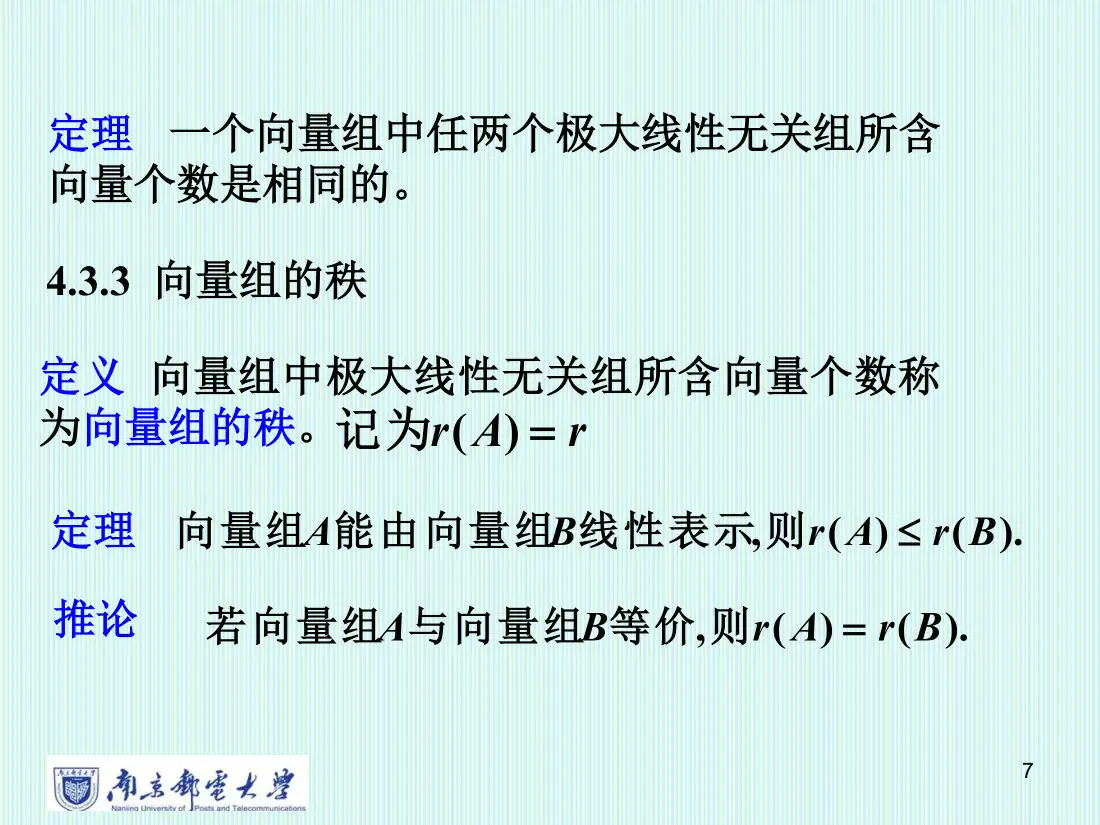 定理 一个向量组中任两个极大线性无关组所含
向量个数是相同的。
4.3.3 向量组的秩
定义 向量组中极大线性无关组所含向量个数称
为向量组的秩。记为r(A) = r
定理 向量组A能由向量组B线性表示,则r(A) ≤ r(B).
推论 若向量组A与向量组B等价,则r(A) = r(B).
南京邮电大学
Nanjing University of Posts and Telecommunications
7